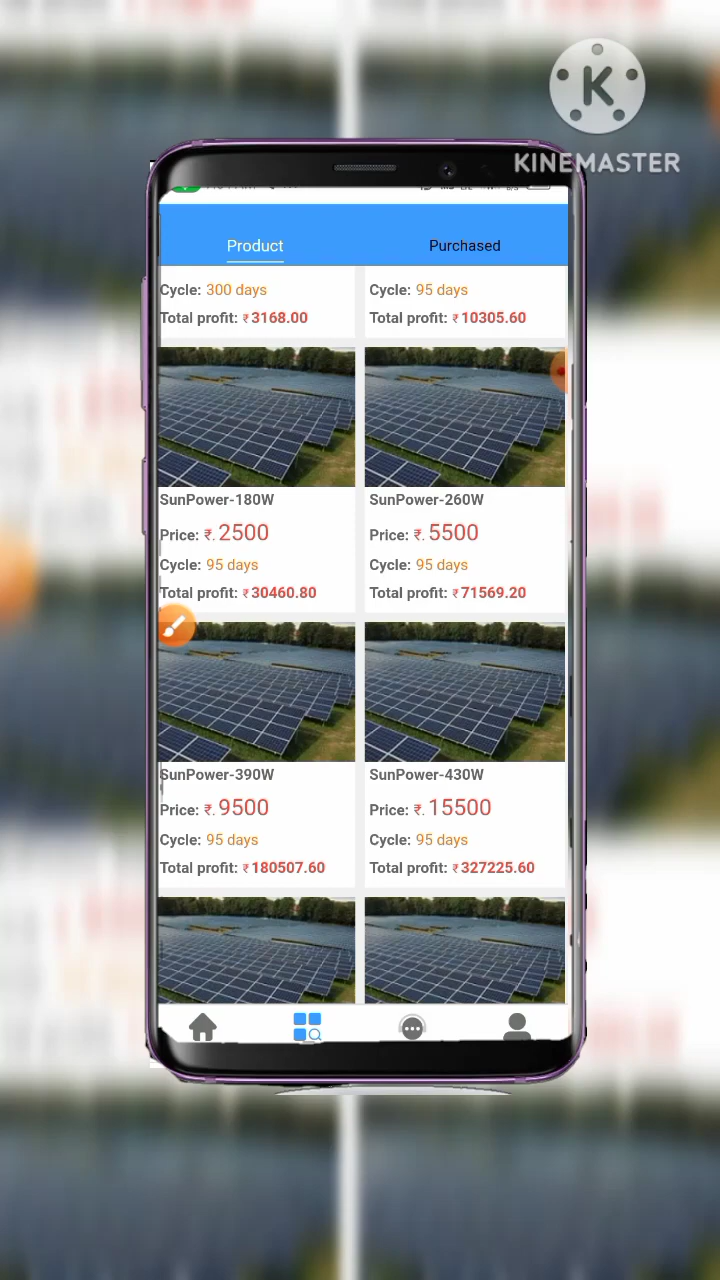 KINEMASTER
Product
Purchased
Cycle: 300 days
Total profit: ₹3168.00
Cycle: 95 days
Total profit: ₹10305.60
SunPower-180W
Price: ₹. 2500
Cycle: 95 days
Total profit: ₹30460.80
SunPower-260W
Price: ₹. 5500
Cycle: 95 days
Total profit: ₹71569.20
SunPower-390W
Price: ₹. 9500
Cycle: 95 days
Total profit: ₹180507.60
SunPower-430W
Price: ₹. 15500
Cycle: 95 days
Total profit: ₹327225.60